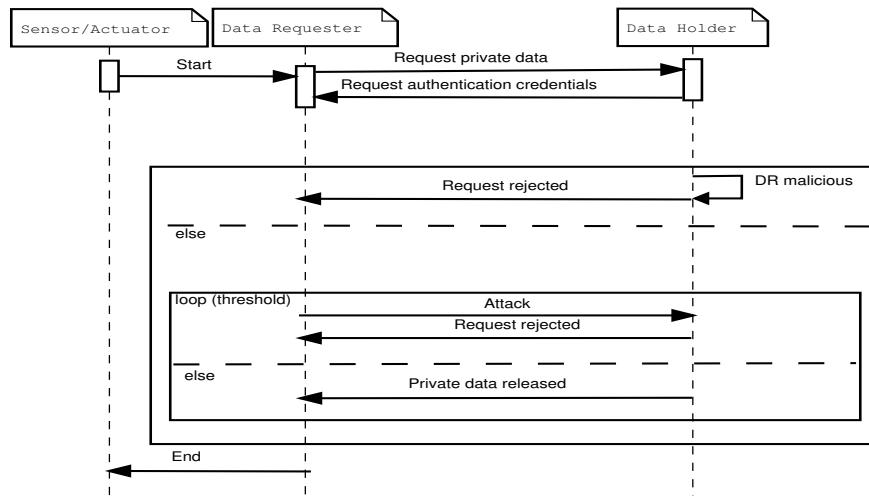 Sensor/Actuator
Data Requester
Data Holder
Start
Request private data
Request authentication credentials
DR malicious
Request rejected
else
loop (threshold)
Attack
Request rejected
else
Private data released
End